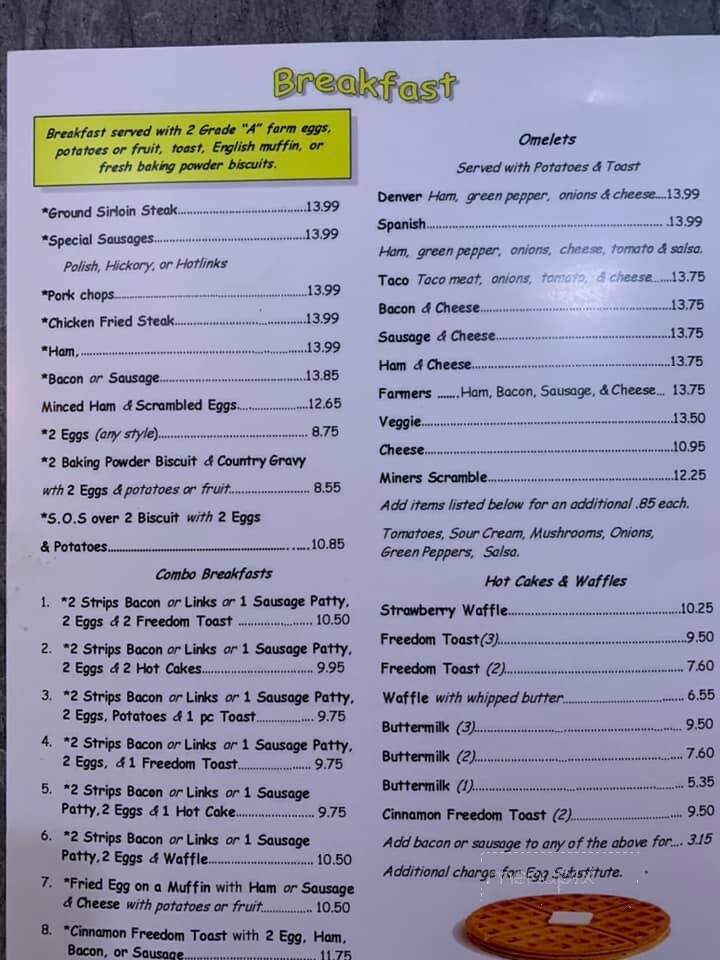 Breakfast
Breakfast served with 2 Grade "A" farm eggs,
potatoes or fruit, toast, English muffin, or
fresh baking powder biscuits.
*Ground Sirloin Steak..............................13.99
*Special Sausages..............................13.99
Polish, Hickory, or Hotlinks
*Pork chops..............................13.99
*Chicken Fried Steak..............................13.99
*Ham,..............................13.99
*Bacon or Sausage..............................13.85
Minced Ham & Scrambled Eggs..................12.65
*2 Eggs (any style).............................. 8.75
*2 Baking Powder Biscuit & Country Gravy
wth 2 Eggs & potatoes or fruit.................. 8.55
*S.O.S over 2 Biscuit with 2 Eggs
& Potatoes..............................10.85
Combo Breakfasts
1. *2 Strips Bacon or Links or 1 Sausage Patty,
2 Eggs & 2 Freedom Toast .................. 10.50
2. *2 Strips Bacon or Links or 1 Sausage Patty,
2 Eggs & 2 Hot Cakes........................ 9.95
3. *2 Strips Bacon or Links or 1 Sausage Patty,
2 Eggs, Potatoes & 1 pc Toast............... 9.75
4. *2 Strips Bacon or Links or 1 Sausage Patty,
2 Eggs, & 1 Freedom Toast.................. 9.75
5. *2 Strips Bacon or Links or 1 Sausage
Patty,2 Eggs & 1 Hot Cake.................. 9.75
6. *2 Strips Bacon or Links or 1 Sausage
Patty,2 Eggs & Waffle........................ 10.50
7. *Fried Egg on a Muffin with Ham or Sausage
& Cheese with potatoes or fruit............ 10.50
8. *Cinnamon Freedom Toast with 2 Egg, Ham,
Bacon, or Sausage.............................. 11.75
Omelets
Served with Potatoes & Toast
Denver Ham, green pepper, onions & cheese....13.99
Spanish.............................. .13.99
Ham, green pepper, onions, cheese, tomato & salsa.
Taco Taco meat, onions, tomato, & cheese......13.75
Bacon & Cheese..............................13.75
Sausage & Cheese..............................13.75
Ham & Cheese..............................13.75
Farmers .......Ham, Bacon, Sausage, & Cheese... 13.75
Veggie..............................13.50
Cheese..............................10.95
Miners Scramble..............................12.25
Add items listed below for an additional .85 each.
Tomatoes, Sour Cream, Mushrooms, Onions,
Green Peppers, Salsa.
Hot Cakes & Waffles
Strawberry Waffle..............................10.25
Freedom Toast(3)..............................9.50
Freedom Toast (2)..............................7.60
Waffle with whipped butter........................ 6.55
Buttermilk (3).............................. 9.50
Buttermilk (2).............................. 7.60
Buttermilk (1).............................. 5.35
Cinnamon Freedom Toast (2)........................ 9.50
Add bacon or sausage to any of the above for.... 3.15
Additional charge for Egg Substitute.
menupix